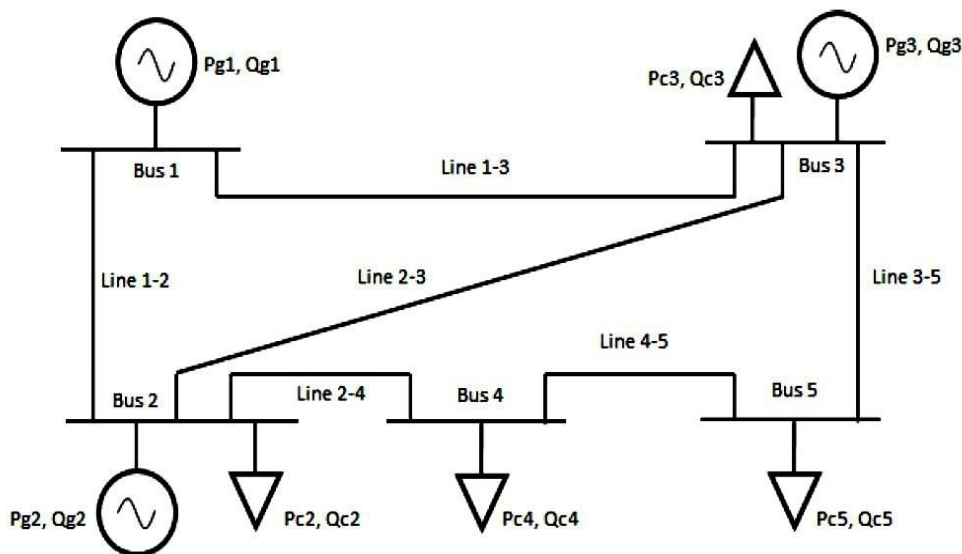 Pg1, Qg1
Pg3, Qg3
Pc3, Qc3
Bus 1
Line 1-3
Bus 3
Line 1-2
Line 2-3
Line 3-5
Line 4-5
Bus 2
Line 2-4
Bus 4
Bus 5
Pg2, Qg2
Pc2, Qc2
Pc4, Qc4
Pc5, Qc5